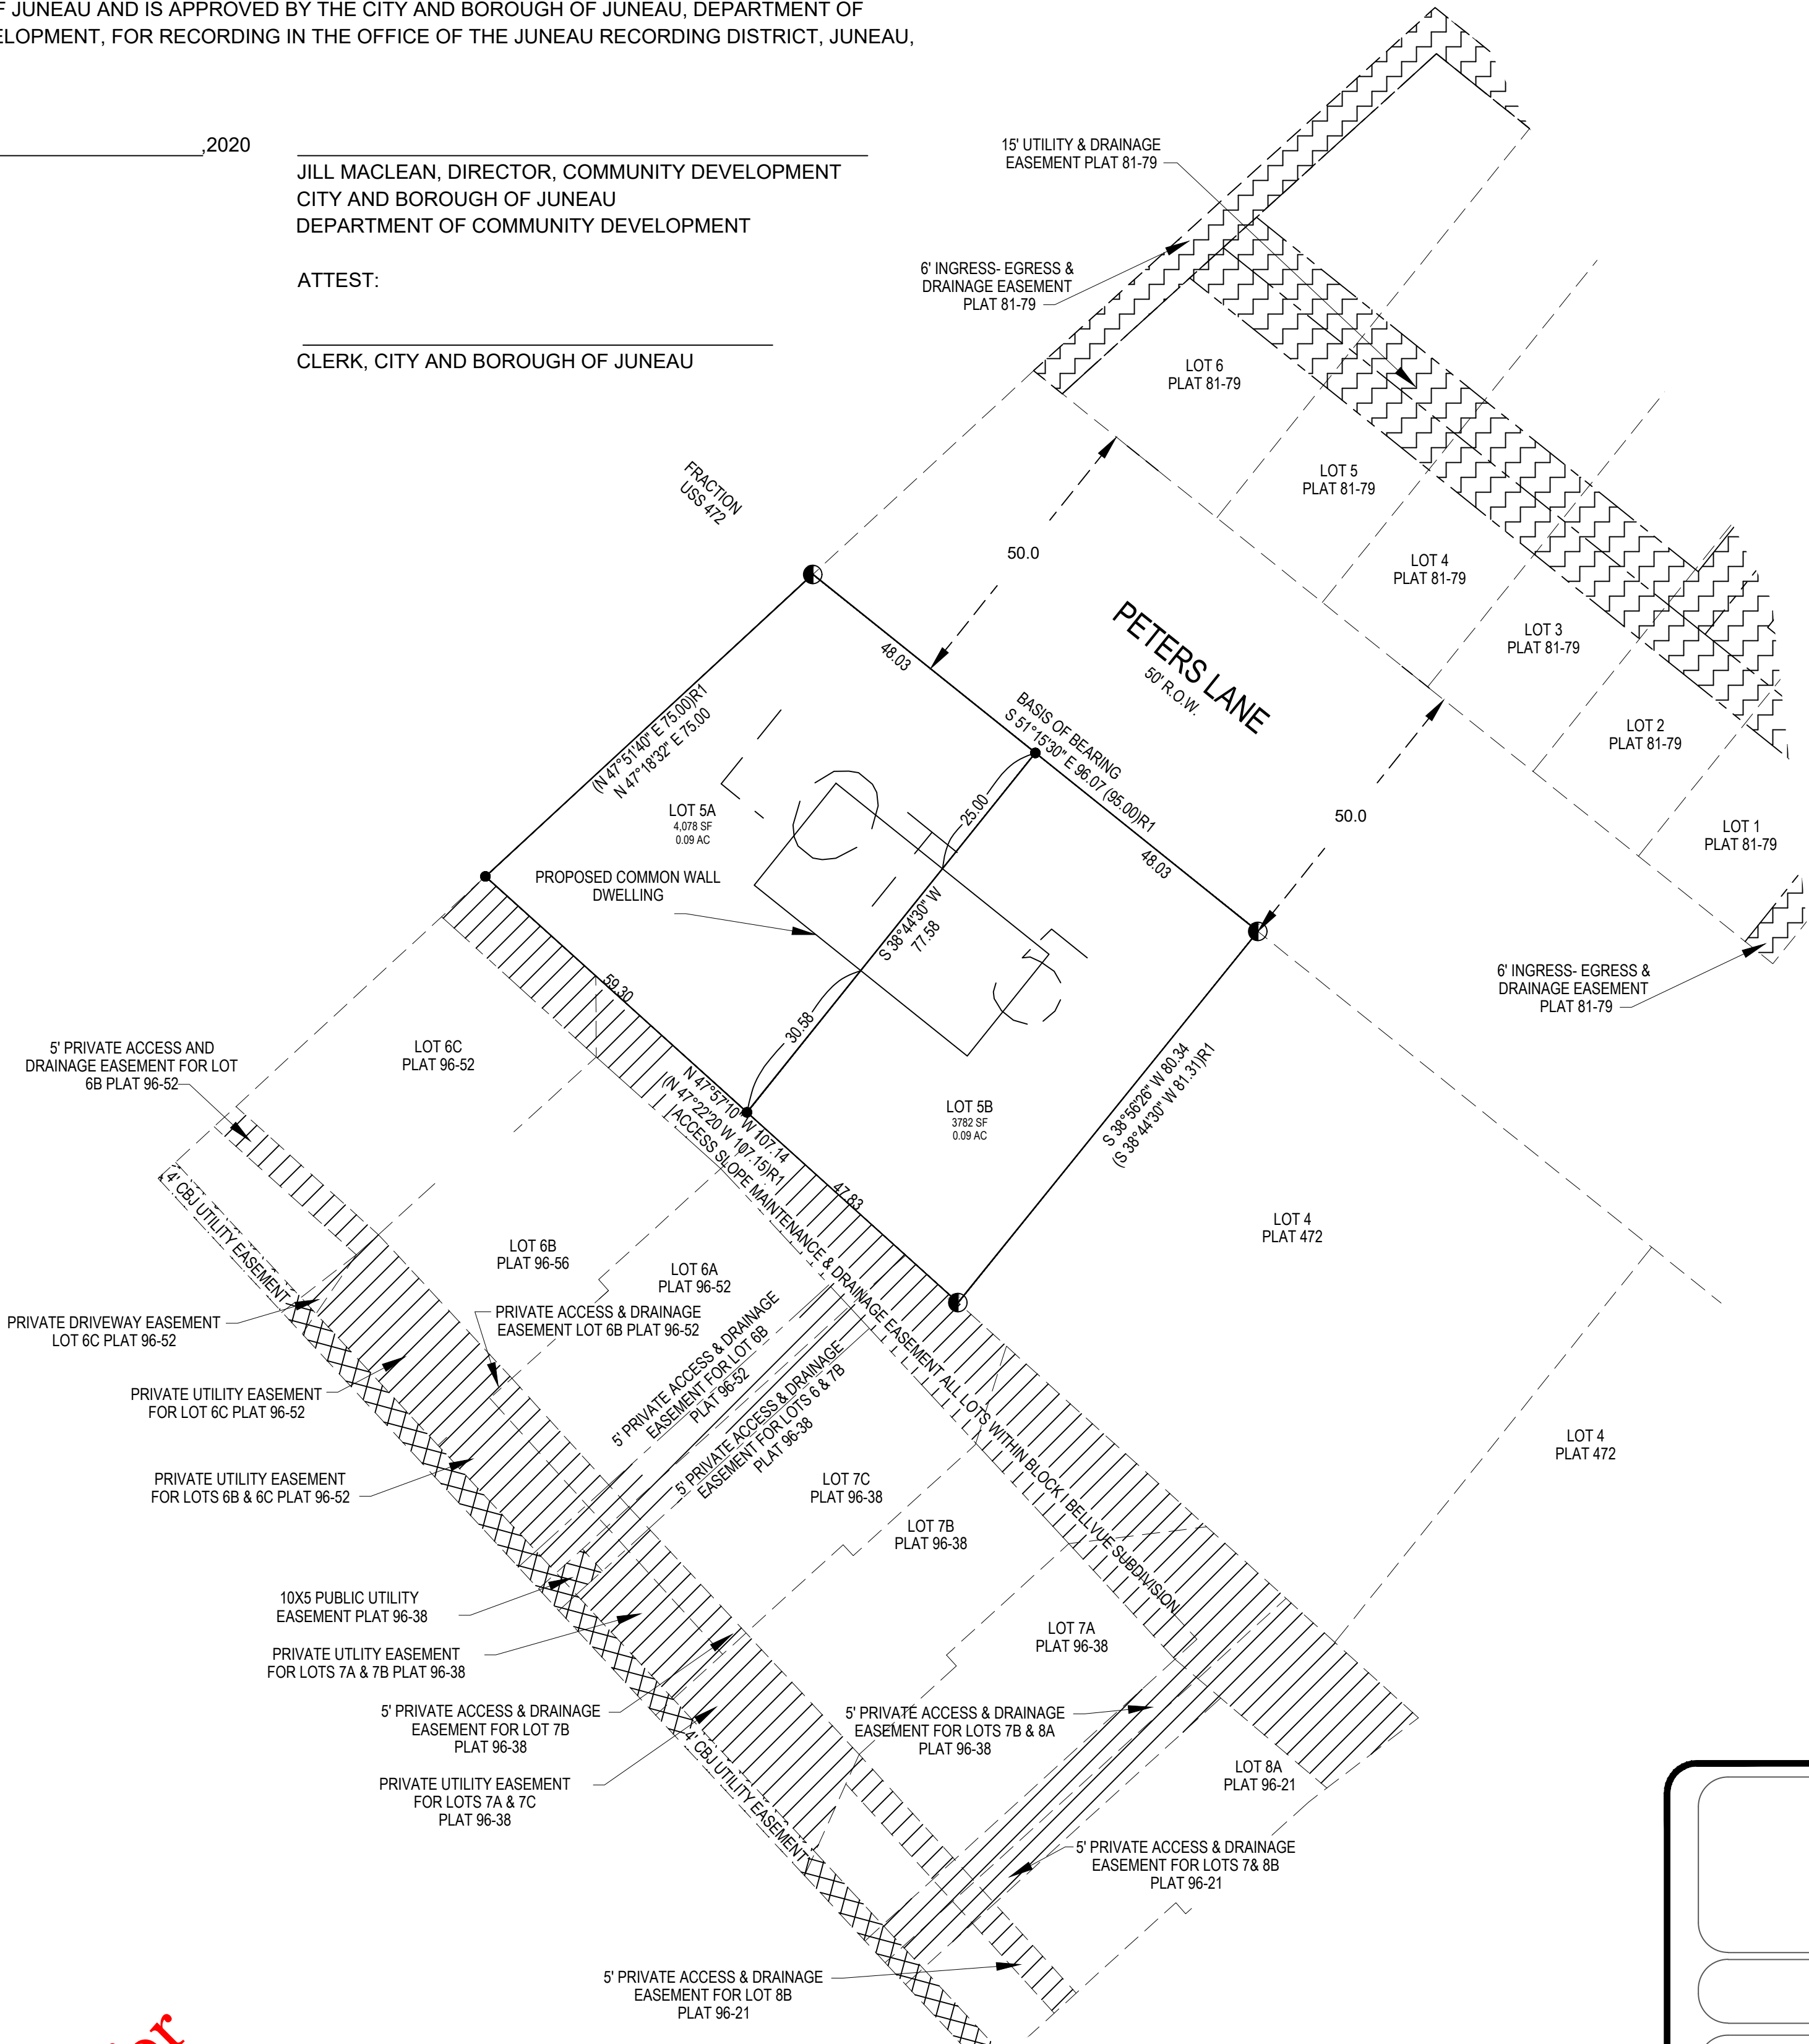 F JUNEAU AND IS APPROVED BY THE CITY AND BOROUGH OF JUNEAU, DEPARTMENT OF
ELOPMENT, FOR RECORDING IN THE OFFICE OF THE JUNEAU RECORDING DISTRICT, JUNEAU,
,2020
JILL MACLEAN, DIRECTOR, COMMUNITY DEVELOPMENT
CITY AND BOROUGH OF JUNEAU
DEPARTMENT OF COMMUNITY DEVELOPMENT
ATTEST:
CLERK, CITY AND BOROUGH OF JUNEAU
15' UTILITY & DRAINAGE
EASEMENT PLAT 81-79
6' INGRESS- EGRESS &
DRAINAGE EASEMENT
PLAT 81-79
LOT 6
PLAT 81-79
LOT 5
PLAT 81-79
LOT 4
PLAT 81-79
LOT 3
PLAT 81-79
LOT 2
PLAT 81-79
LOT 1
PLAT 81-79
FRACTION
USS 472
50.0
PETERS LANE
50' R.O.W.
50.0
48.03
BASIS OF BEARING
S 51°15'30" E 96.07 (95.00)R1
48.03
(N 47°51'40" E 75.00)R1
N 47°18'32" E 75.00
LOT 5A
4,078 SF
0.09 AC
25.00
PROPOSED COMMON WALL
DWELLING
S 38°44'30" W
77.58
30.58
59.30
6' INGRESS- EGRESS &
DRAINAGE EASEMENT
PLAT 81-79
5' PRIVATE ACCESS AND
DRAINAGE EASEMENT FOR LOT
6B PLAT 96-52
LOT 6C
PLAT 96-52
N 47°57'10" W 107.14
(N 47°22'20 W 107.15)R1
47.83
LOT 5B
3782 SF
0.09 AC
S 38°56'26" W 80.34
(S 38°44'30" W 81.31)R1
LOT 4
PLAT 472
LOT 4
PLAT 472
ACCESS SLOPE MAINTENANCE & DRAINAGE EASEMENT ALL LOTS WITHIN BLOCK I BELLVUE SUBDIVISION
4' CBJ UTILITY EASEMENT
LOT 6B
PLAT 96-56
LOT 6A
PLAT 96-52
PRIVATE DRIVEWAY EASEMENT
LOT 6C PLAT 96-52
PRIVATE ACCESS & DRAINAGE
EASEMENT LOT 6B PLAT 96-52
PRIVATE UTILITY EASEMENT
FOR LOT 6C PLAT 96-52
5' PRIVATE ACCESS & DRAINAGE
EASEMENT FOR LOT 6B
PLAT 96-52
5' PRIVATE ACCESS & DRAINAGE
EASEMENT FOR LOTS 6 & 7B
PLAT 96-38
PRIVATE UTILITY EASEMENT
FOR LOTS 6B & 6C PLAT 96-52
LOT 7C
PLAT 96-38
LOT 7B
PLAT 96-38
10X5 PUBLIC UTILITY
EASEMENT PLAT 96-38
LOT 7A
PLAT 96-38
PRIVATE UTLITY EASEMENT
FOR LOTS 7A & 7B PLAT 96-38
5' PRIVATE ACCESS & DRAINAGE
EASEMENT FOR LOT 7B
PLAT 96-38
5' PRIVATE ACCESS & DRAINAGE
EASEMENT FOR LOTS 7B & 8A
PLAT 96-38
4' CBJ UTILITY EASEMENT
PRIVATE UTILITY EASEMENT
FOR LOTS 7A & 7C
PLAT 96-38
LOT 8A
PLAT 96-21
5' PRIVATE ACCESS & DRAINAGE
EASEMENT FOR LOTS 7& 8B
PLAT 96-21
5' PRIVATE ACCESS & DRAINAGE
EASEMENT FOR LOT 8B
PLAT 96-21